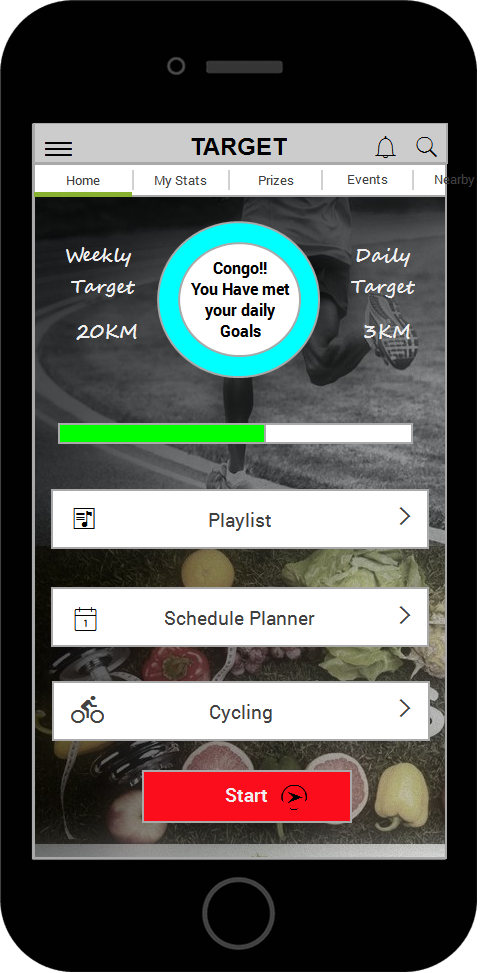 TARGET
Home My Stats Prizes Events Nearby
Weekly
Target
20KM
Congo!!
You Have met
your daily
Goals
Daily
Target
3KM
Playlist
1
Schedule Planner
Cycling
Start